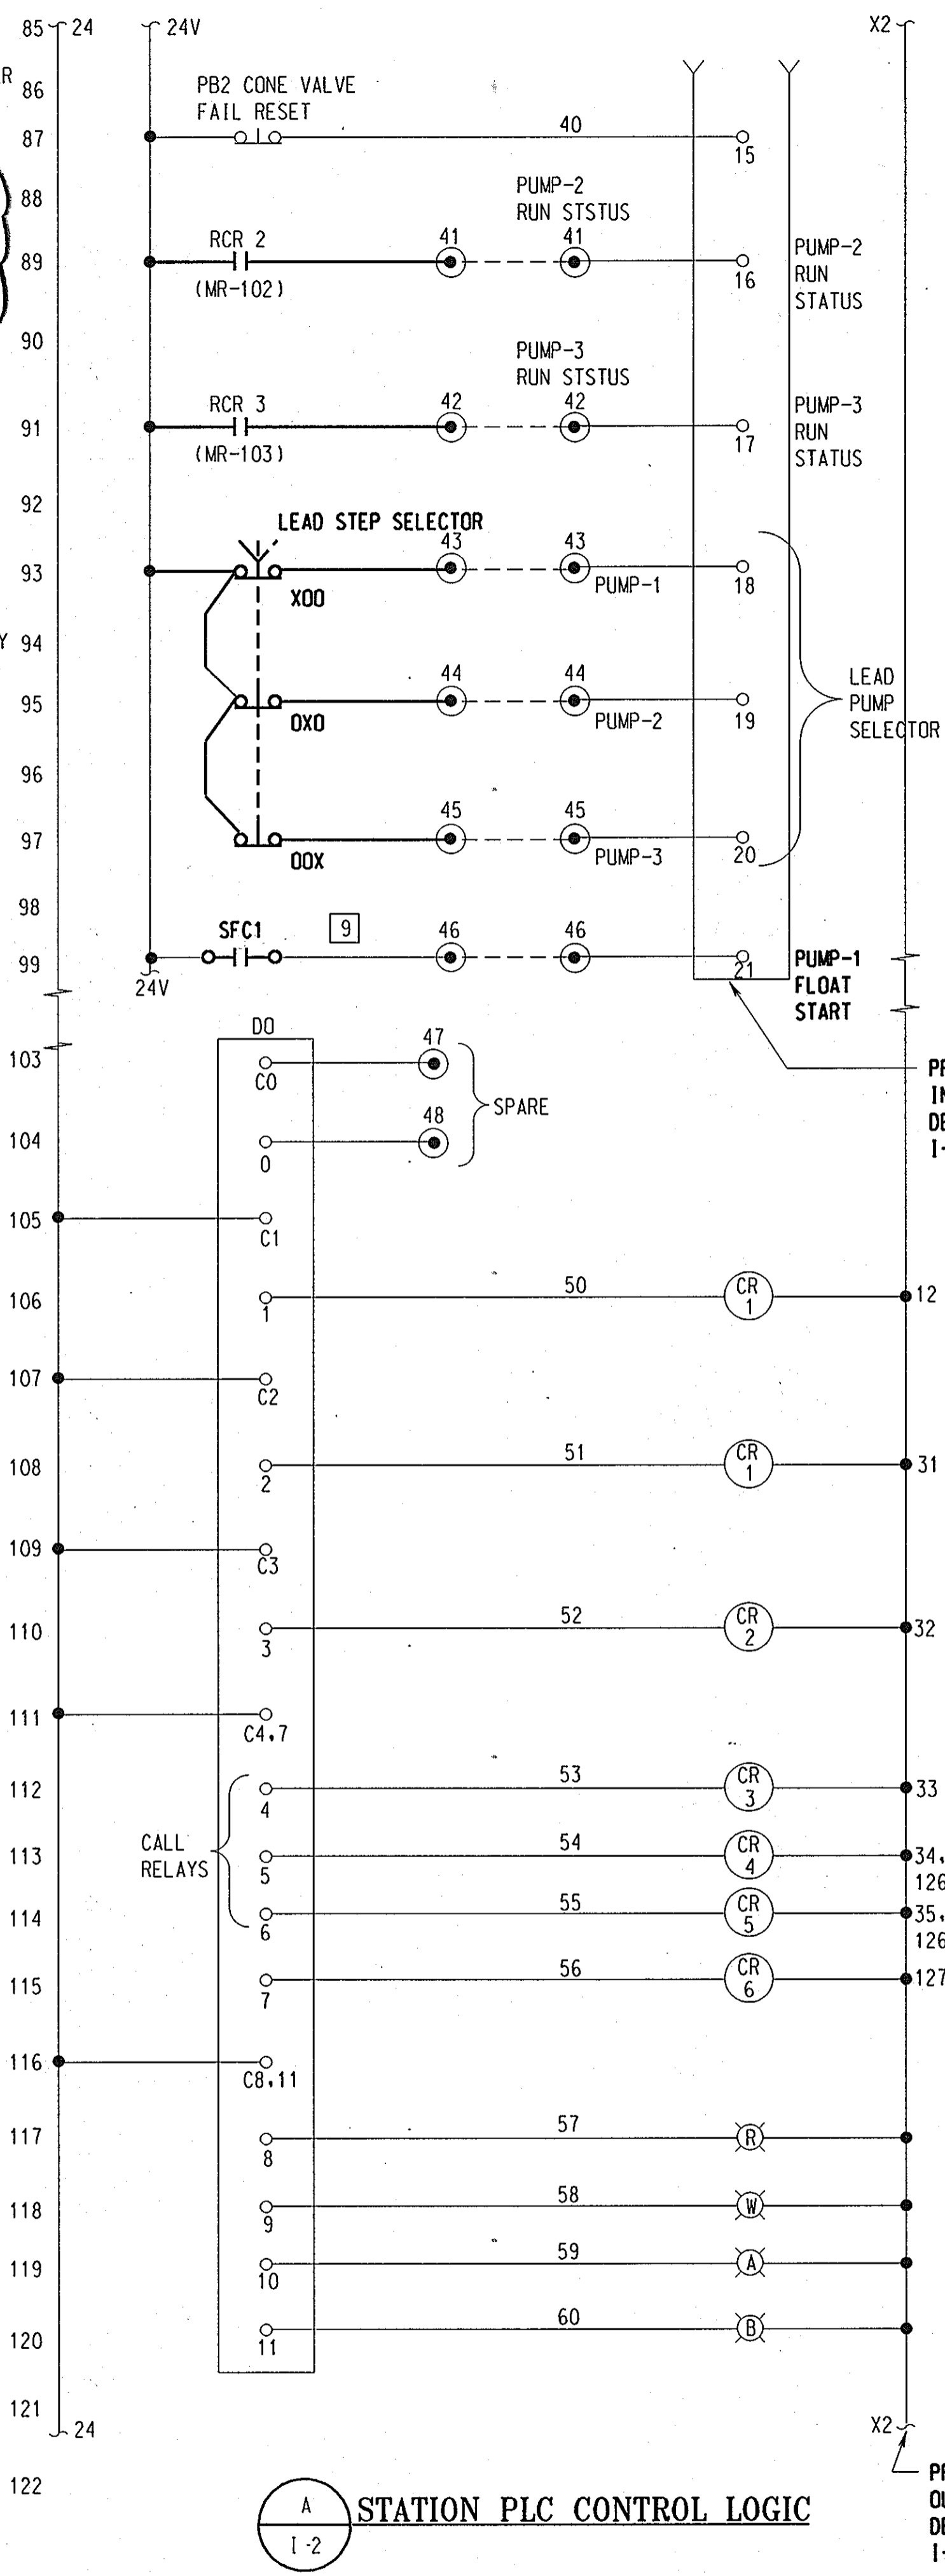 85 24 24V X2
R
86
PB2 CONE VALVE
FAIL RESET
87 40
15
88
PUMP-2
RUN STSTUS
89 RCR 2 41 41
(MR-102)
16
PUMP-2
RUN
STATUS
90
PUMP-3
RUN STSTUS
91 RCR 3 42 42
(MR-103)
17
PUMP-3
RUN
STATUS
92
LEAD STEP SELECTOR
93 43 43
X00 PUMP-1 18
Y 94
95 44 44
0X0 PUMP-2 19
LEAD
PUMP
SELECTOR
96
97 45 45
00X PUMP-3 20
98
99 SFC1 9 46 46
21
24V
PUMP-1
FLOAT
START
DO
103 C0 47
SPARE
104 0 48
105 C1
106 1 50 CR 1 12
107 C2
108 2 51 CR 1 31
109 C3
110 3 52 CR 2 32
111 C4,7
112 4 53 CR 3 33
CALL
RELAYS
113 5 54 CR 4 34,
126
114 6 55 CR 5 35,
126
115 7 56 CR 6 127
116 C8,11
117 8 57 R
118 9 58 W
119 10 59 A
120 11 60 B
121 24 X2
122
A
I-2
STATION PLC CONTROL LOGIC